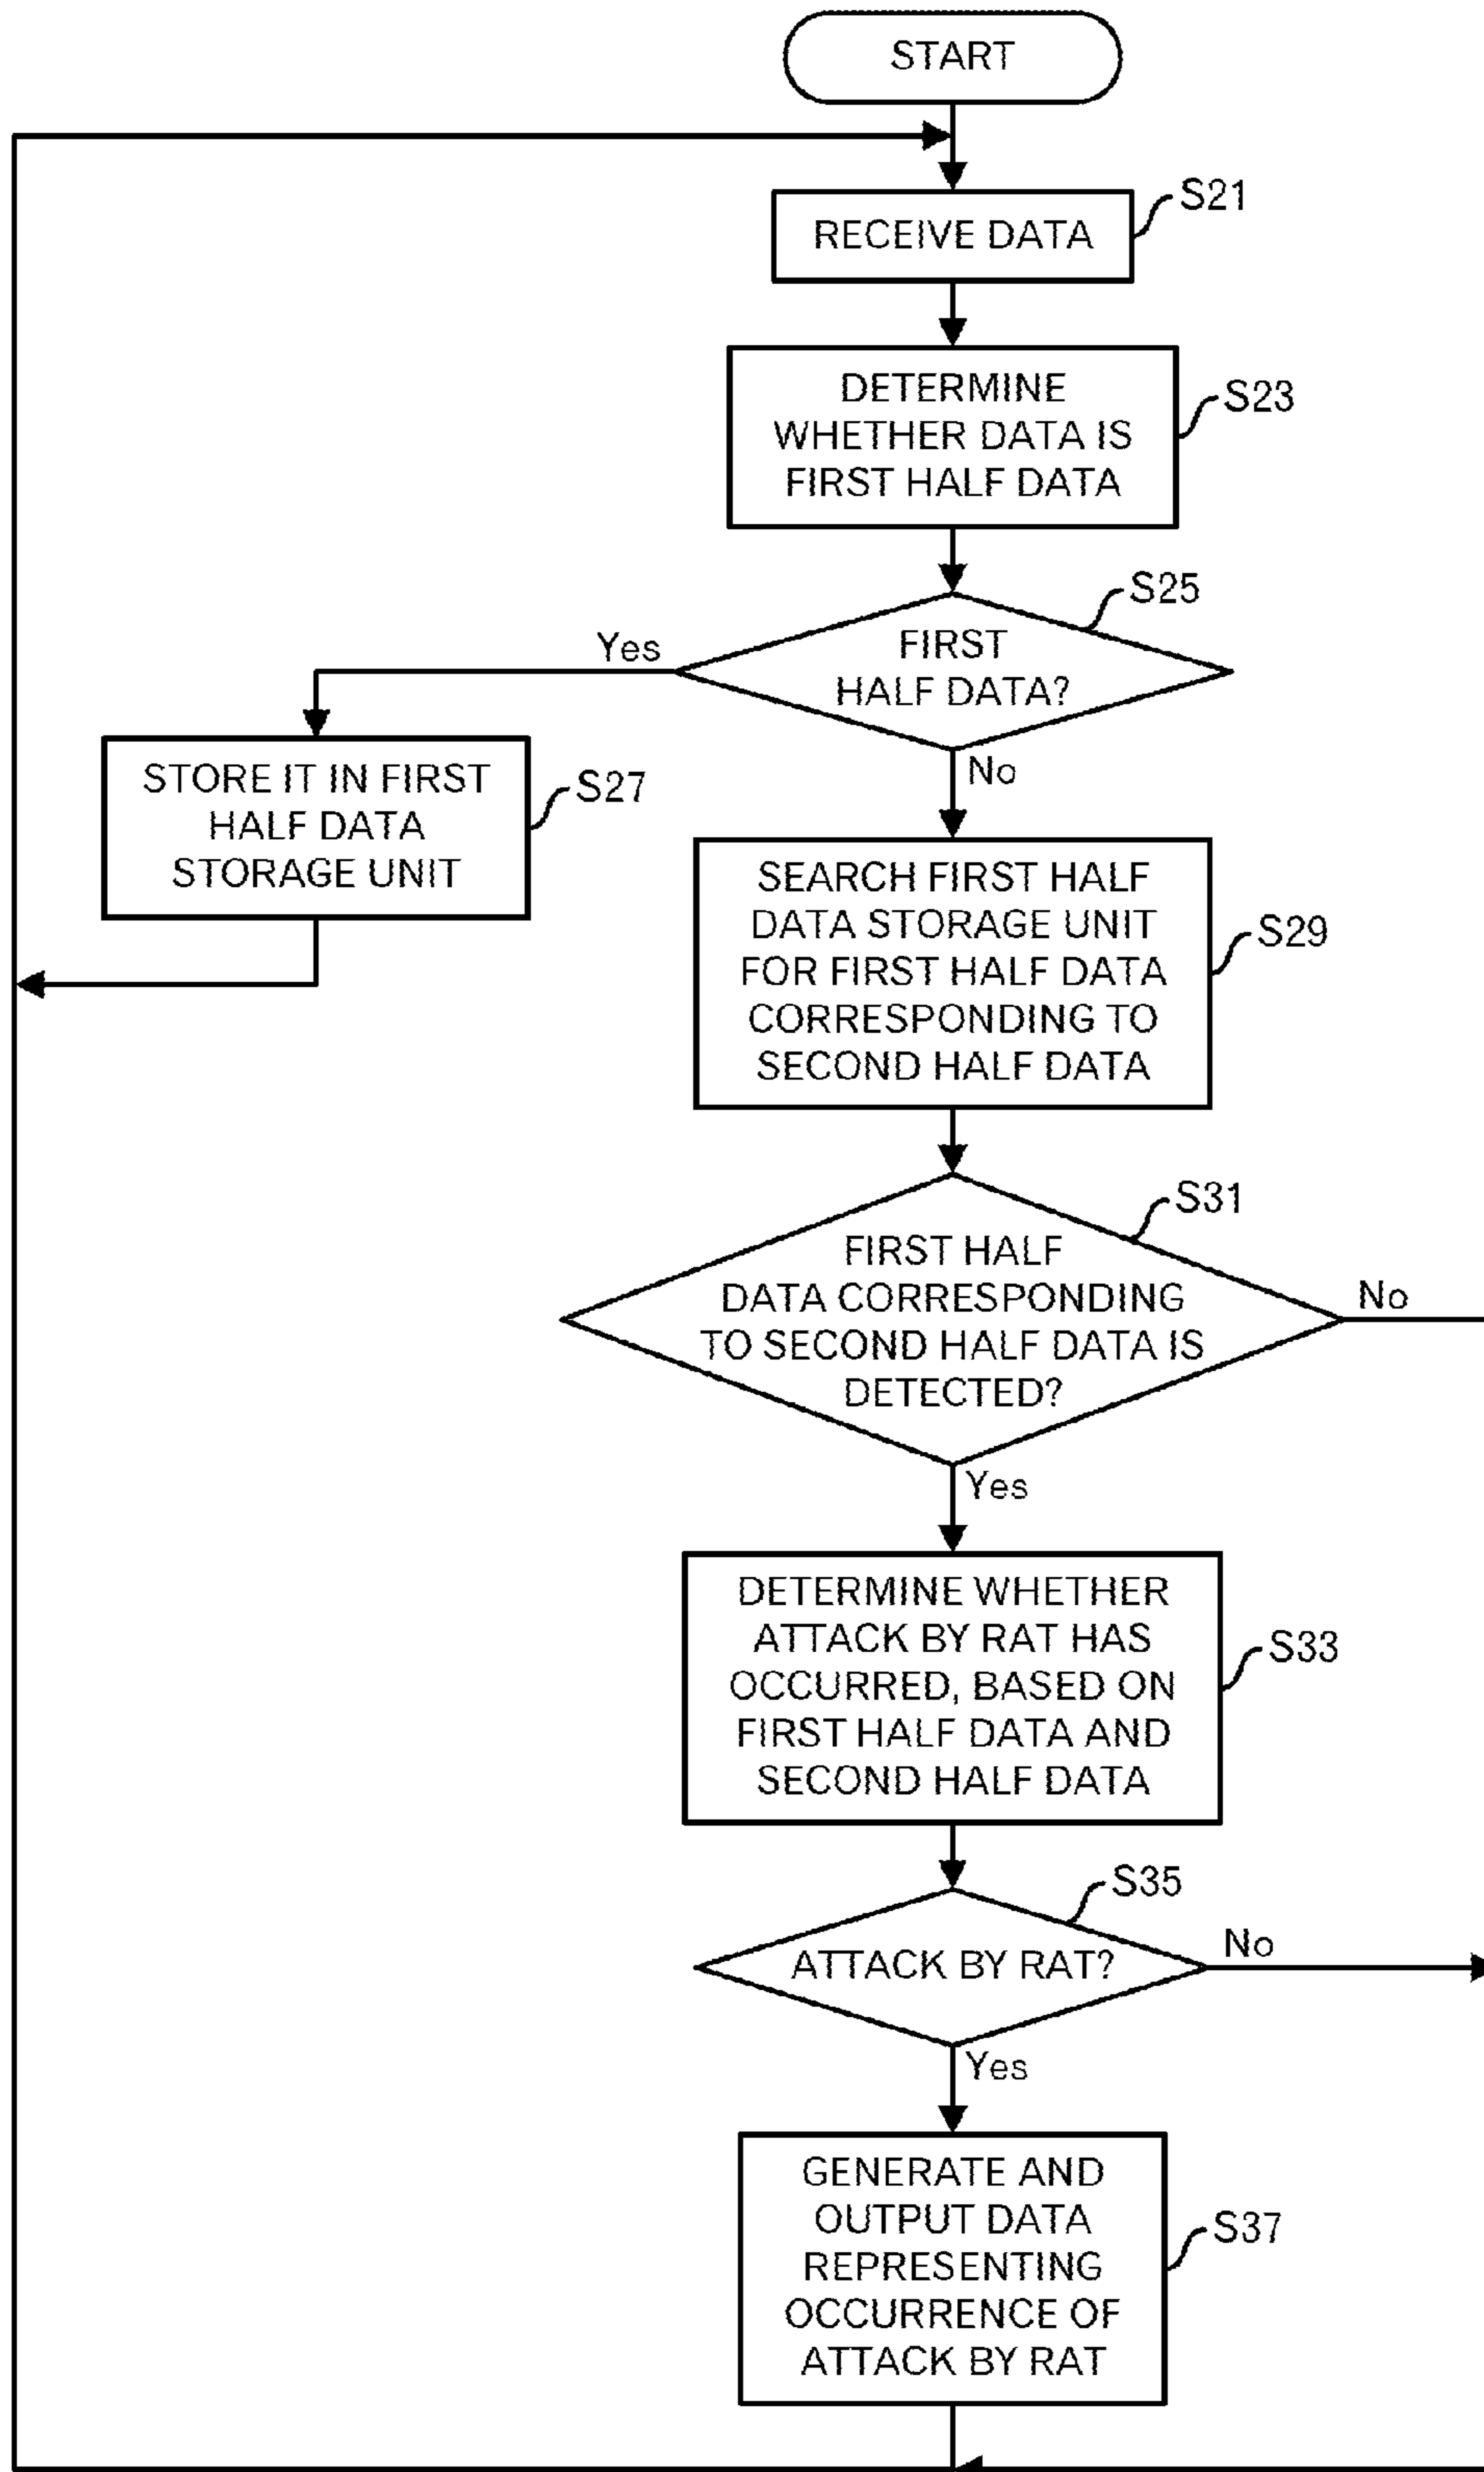 START
S21
RECEIVE DATA
S23
DETERMINE
WHETHER DATA IS
FIRST HALF DATA
S25
FIRST
HALF DATA?
Yes
No
S27
STORE IT IN FIRST
HALF DATA
STORAGE UNIT
S29
SEARCH FIRST HALF
DATA STORAGE UNIT
FOR FIRST HALF DATA
CORRESPONDING TO
SECOND HALF DATA
S31
FIRST HALF
DATA CORRESPONDING
TO SECOND HALF DATA IS
DETECTED?
No
Yes
S33
DETERMINE WHETHER
ATTACK BY RAT HAS
OCCURRED, BASED ON
FIRST HALF DATA AND
SECOND HALF DATA
S35
ATTACK BY RAT?
No
Yes
S37
GENERATE AND
OUTPUT DATA
REPRESENTING
OCCURRENCE OF
ATTACK BY RAT